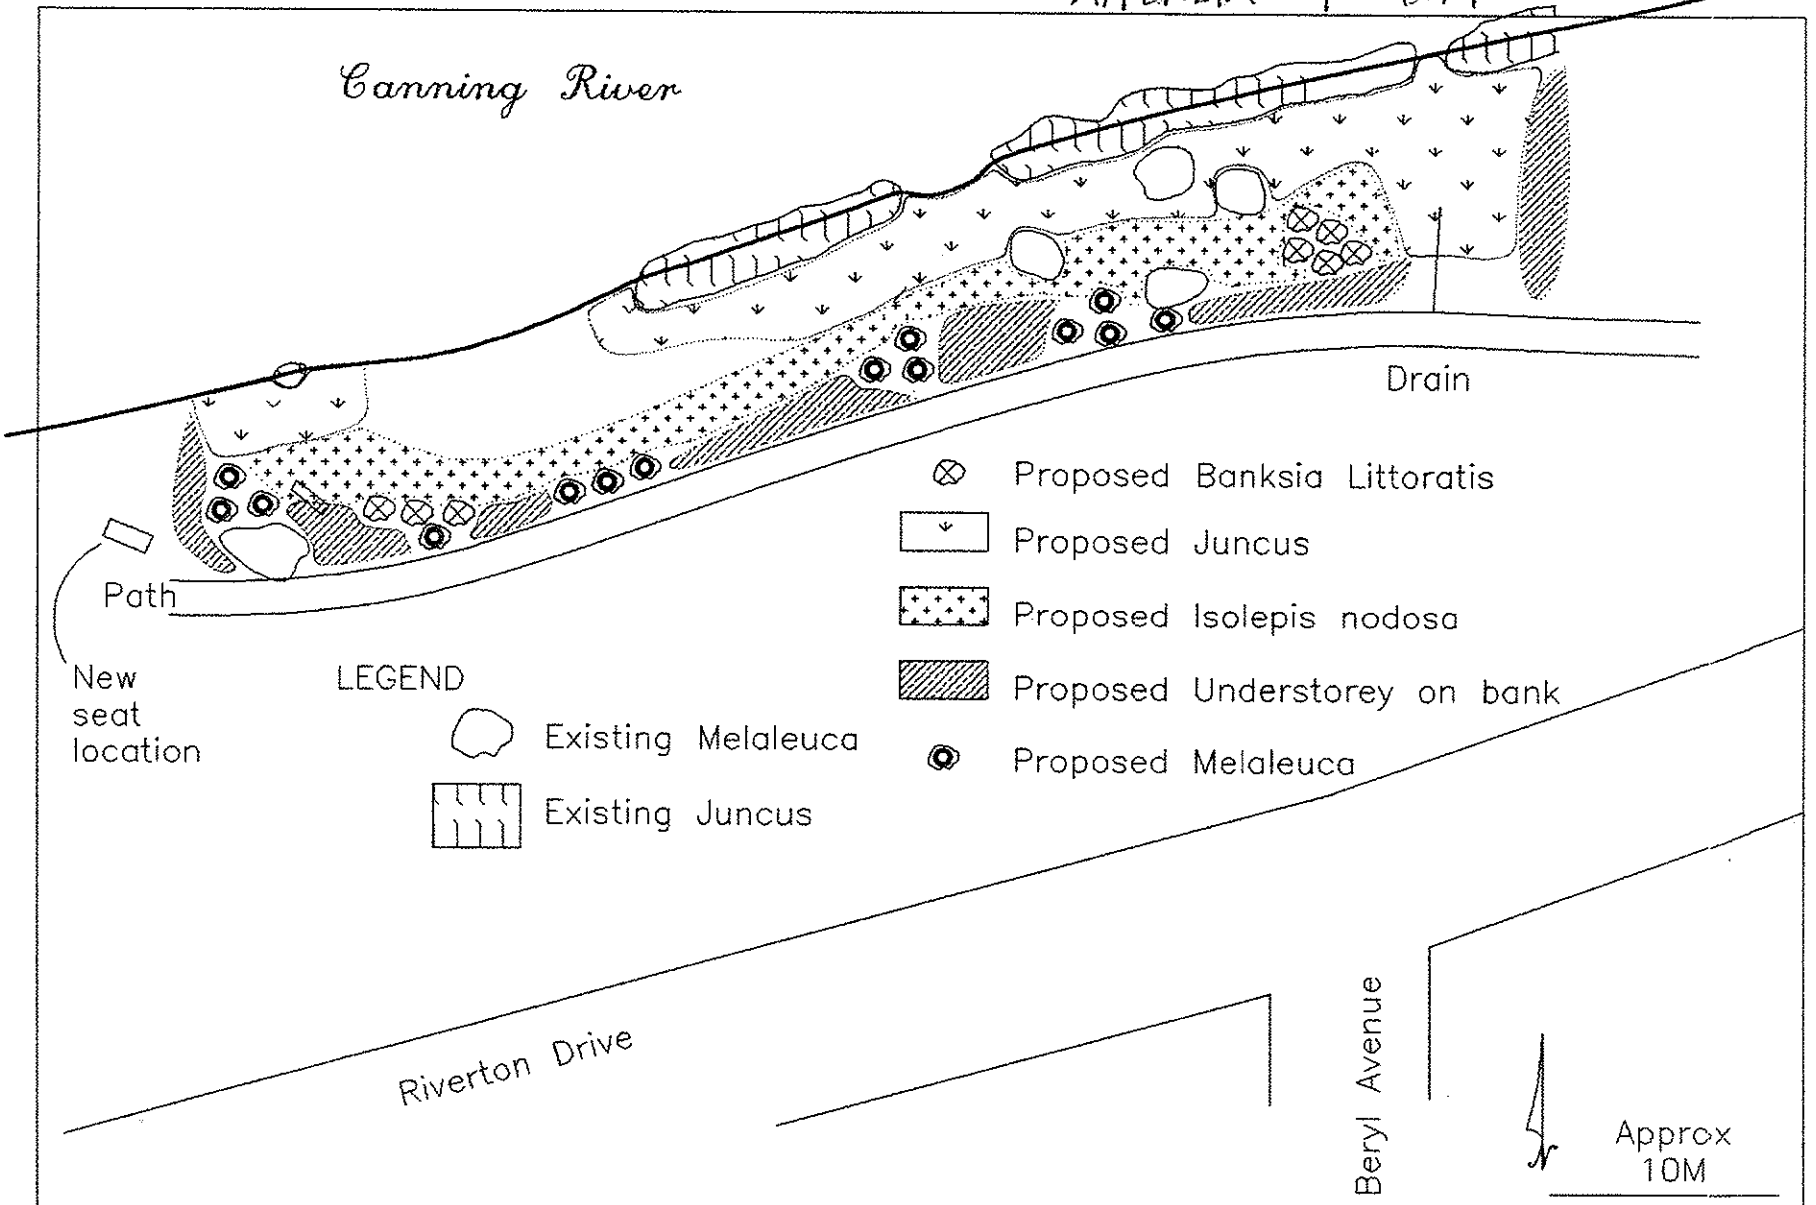 Canning River
Drain
Path
New
seat
location
LEGEND
Existing Melaleuca
Existing Juncus
Proposed Banksia Littoratis
Proposed Juncus
Proposed Isolepis nodosa
Proposed Understorey on bank
Proposed Melaleuca
Riverton Drive
Beryl Avenue
N
Approx
10M